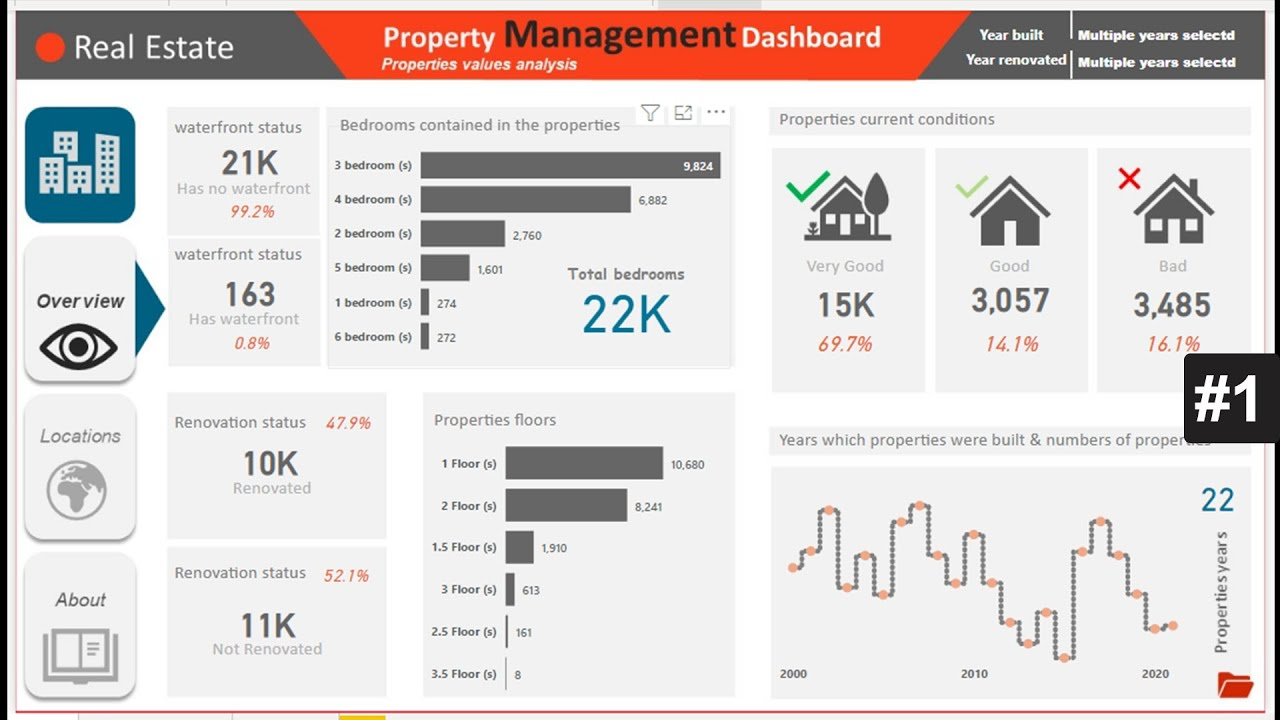 Real Estate
Property Management Dashboard
Properties values analysis
Year built
Multiple years selectd
Year renovated
Multiple years selectd
Over view
Locations
About
waterfront status
21K
Has no waterfront
99.2%
waterfront status
163
Has waterfront
0.8%
Bedrooms contained in the properties
3 bedroom (s)
9,824
4 bedroom (s)
6,882
2 bedroom (s)
2,760
5 bedroom (s)
1,601
1 bedroom (s)
274
6 bedroom (s)
272
Total bedrooms
22K
Properties current conditions
Very Good
15K
69.7%
Good
3,057
14.1%
Bad
3,485
16.1%
#1
Renovation status 47.9%
10K
Renovated
Renovation status 52.1%
11K
Not Renovated
Properties floors
1 Floor (s)
10,680
2 Floor (s)
8,241
1.5 Floor (s)
1,910
3 Floor (s)
613
2.5 Floor (s)
161
3.5 Floor (s)
8
Years which properties were built & numbers of properties
22
Properties years
2000
2010
2020